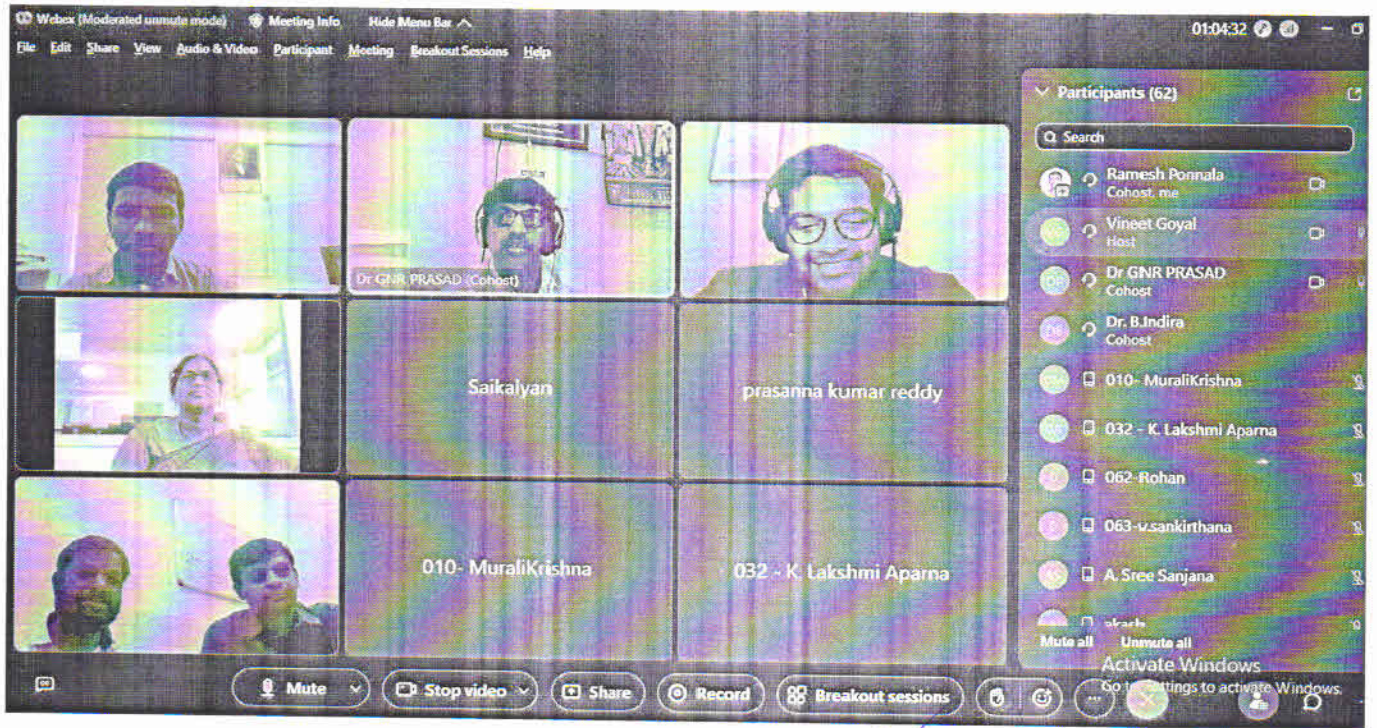 Webex (Moderated unmute mode) Meeting Info Hide Menu Bar
01:04:32
File Edit Share View Audio & Video Participant Meeting Breakout Sessions Help
Participants (62)
Search
Ramesh Ponnala
Cohost, me
Vineet Goyal
Host
Dr GNR PRASAD
Cohost
Dr. B.Indira
Cohost
010- MuraliKrishna
032 - K. Lakshmi Aparna
062-Rohan
063-v.sankirthana
A. Sree Sanjana
akash
Mute all Unmute all
Dr GNR PRASAD (Cohost)
Saikalyan
prasanna kumar reddy
010- MuraliKrishna
032 - K. Lakshmi Aparna
Activate Windows
Go to Settings to activate Windows.
Mute
Stop video
Share
Record
Breakout sessions